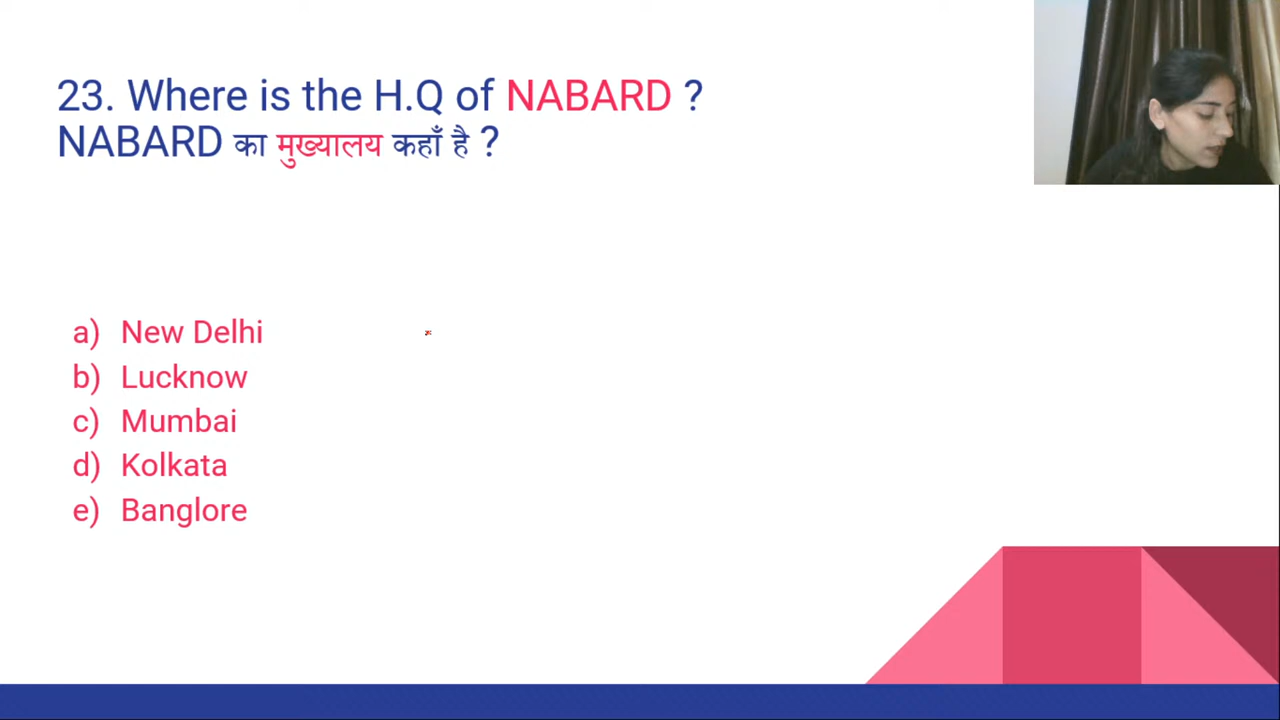 23. Where is the H.Q of NABARD ?
NABARD का मुख्यालय कहाँ है ?
a) New Delhi
b) Lucknow
c) Mumbai
d) Kolkata
e) Banglore